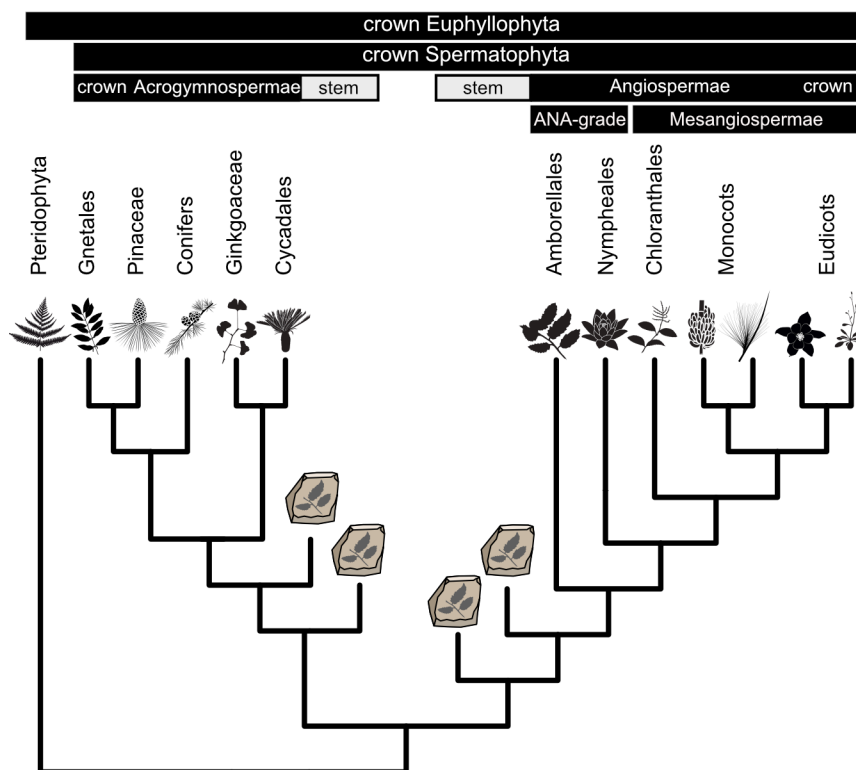 crown Euphyllophyta
crown Spermatophyta
crown Acrogymnospermae stem stem Angiospermae crown
ANA-grade Mesangiospermae
Pteridophyta
Gnetales
Pinaceae
Conifers
Ginkgoaceae
Cycadales
Amborellales
Nympheales
Chloranthales
Monocots
Eudicots